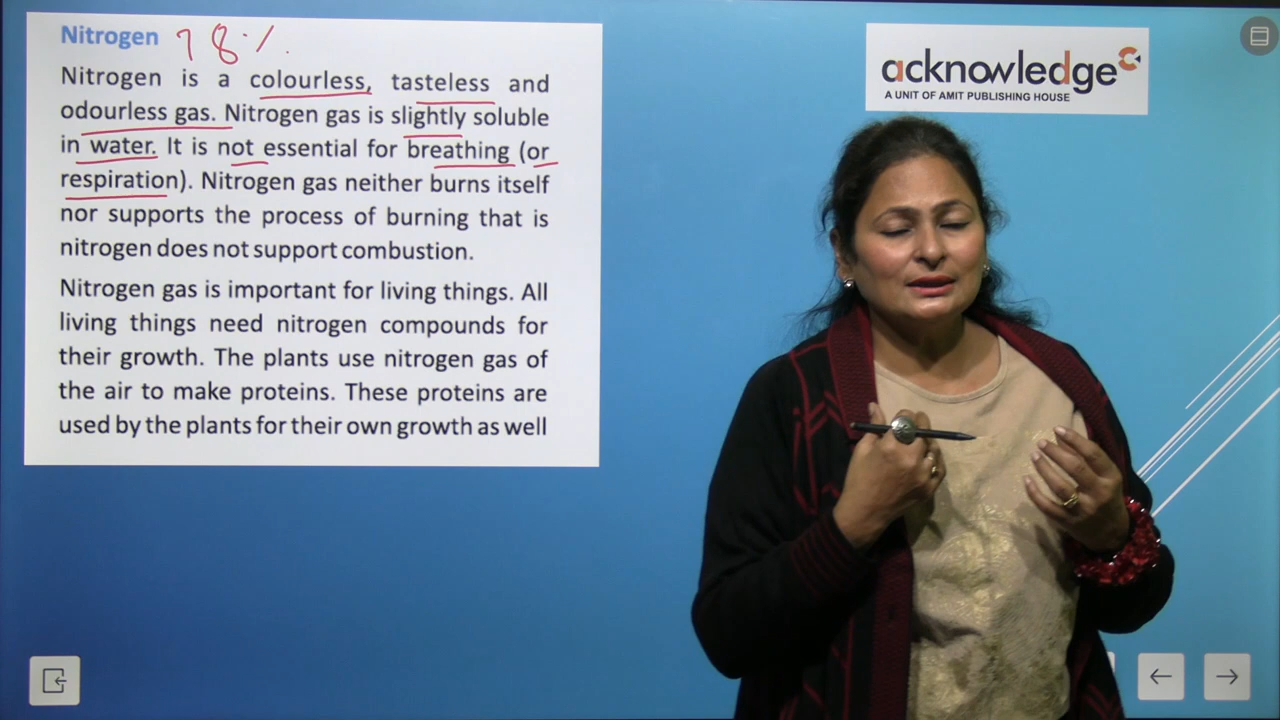 Nitrogen 78%.
Nitrogen is a colourless, tasteless and
odourless gas. Nitrogen gas is slightly soluble
in water. It is not essential for breathing (or
respiration). Nitrogen gas neither burns itself
nor supports the process of burning that is
nitrogen does not support combustion.
Nitrogen gas is important for living things. All
living things need nitrogen compounds for
their growth. The plants use nitrogen gas of
the air to make proteins. These proteins are
used by the plants for their own growth as well
acknowledge
A UNIT OF AMIT PUBLISHING HOUSE